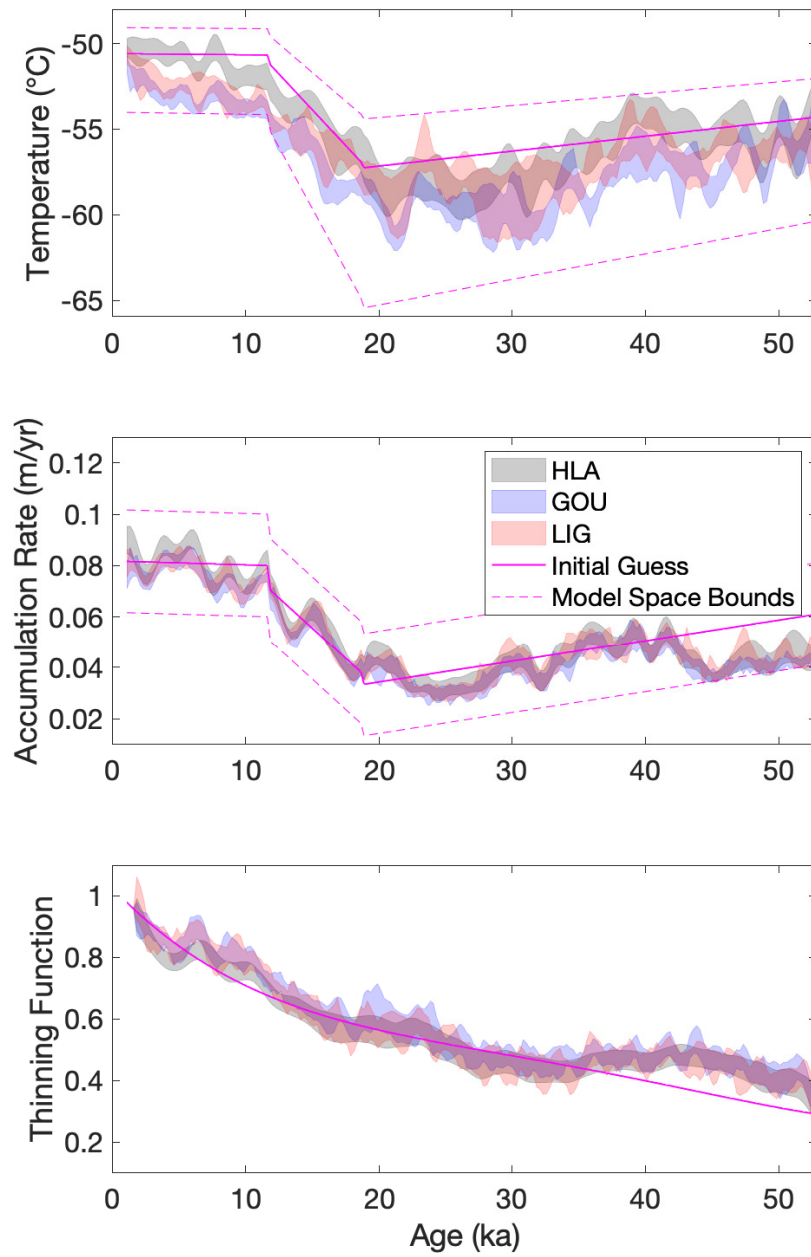 -50
-55
-60
-65
Temperature (°C)
0 10 20 30 40 50
0.12
0.1
0.08
0.06
0.04
0.02
Accumulation Rate (m/yr)
HLA
GOU
LIG
Initial Guess
Model Space Bounds
0 10 20 30 40 50
1
0.8
0.6
0.4
0.2
Thinning Function
0 10 20 30 40 50
Age (ka)